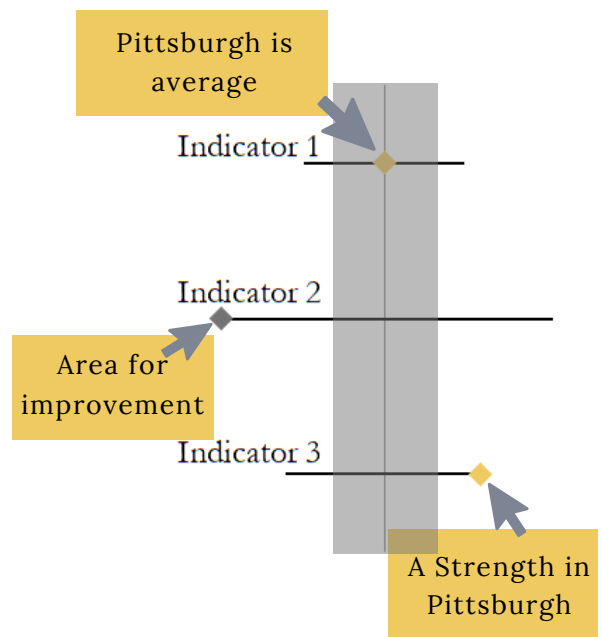 Pittsburgh is
average
Indicator 1
Indicator 2
Area for
improvement
Indicator 3
A Strength in
Pittsburgh